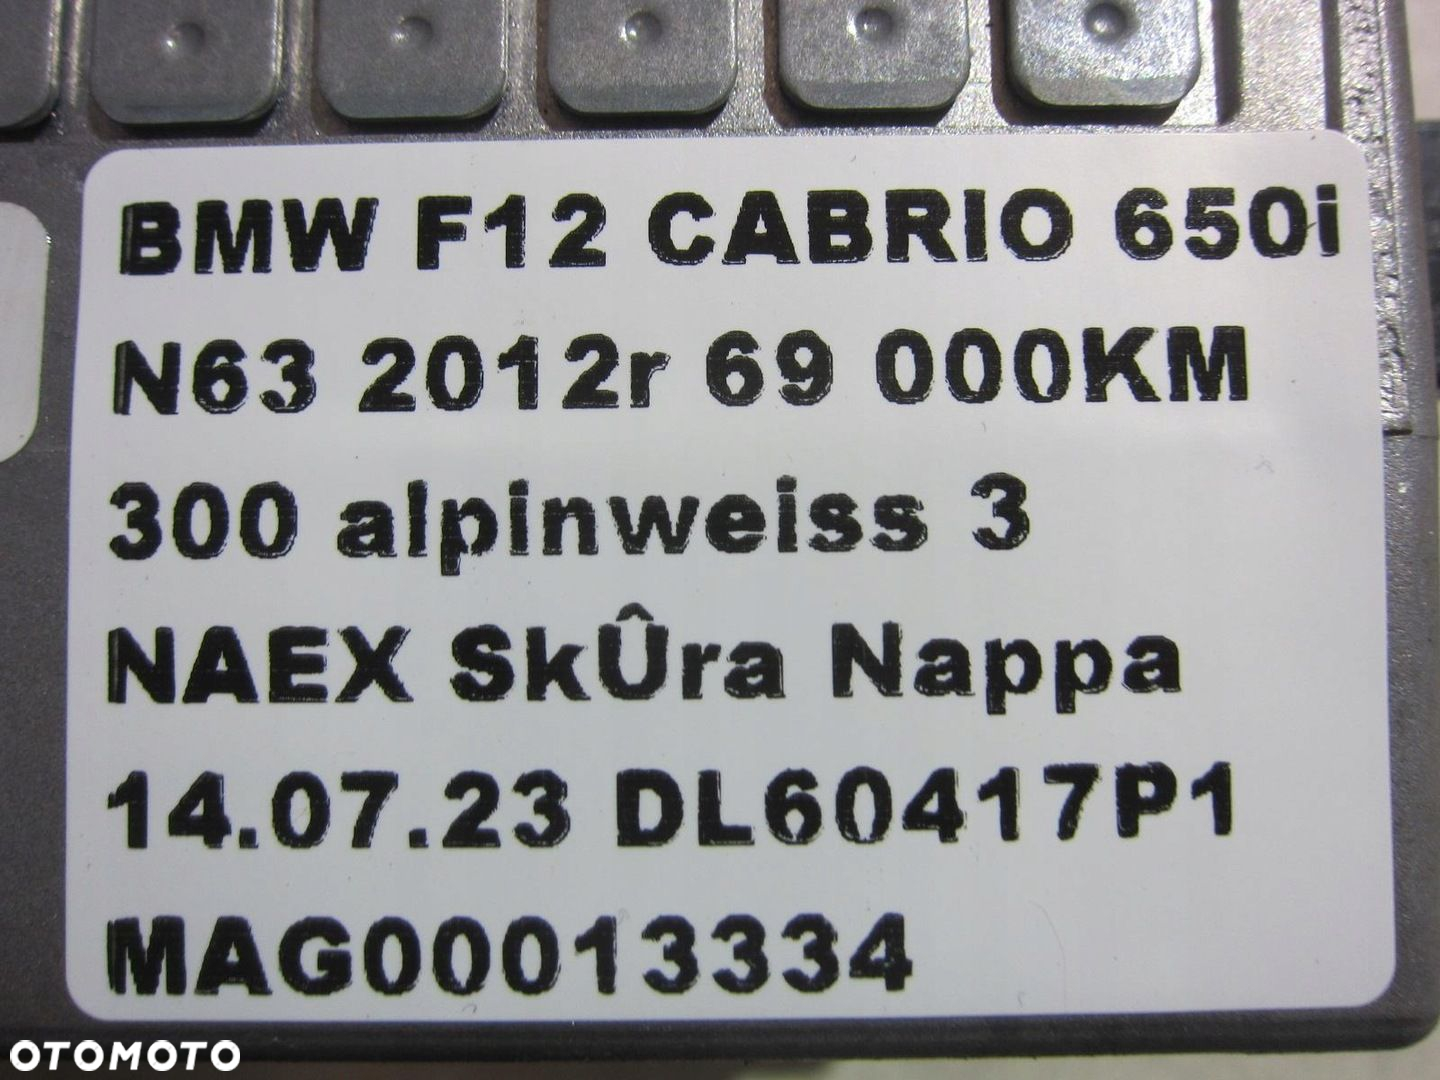 BMW F12 CABRIO 650i
N63 2012r 69 000KM
300 alpinweiss 3
NAEX SkÛra Nappa
14.07.23 DL60417P1
MAG00013334
OTOMOTO